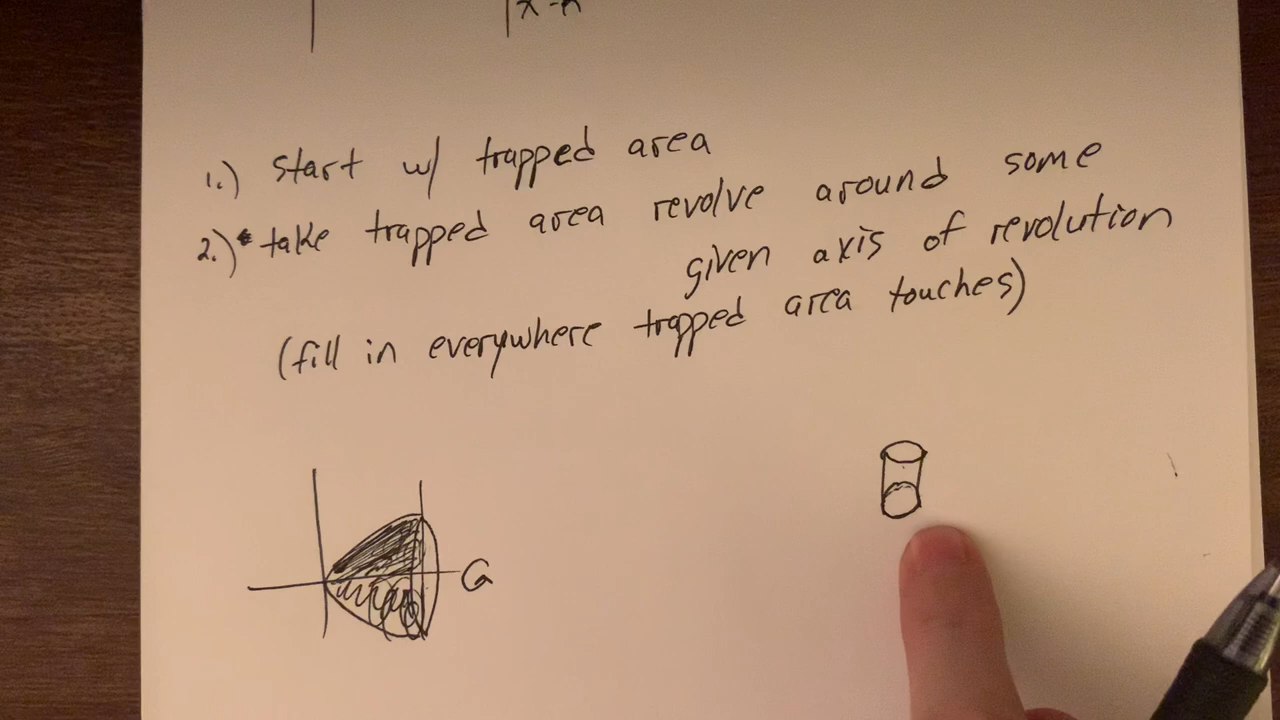 1.) start w/ trapped area
2.) take trapped area revolve around some
given axis of revolution
(fill in everywhere trapped area touches)